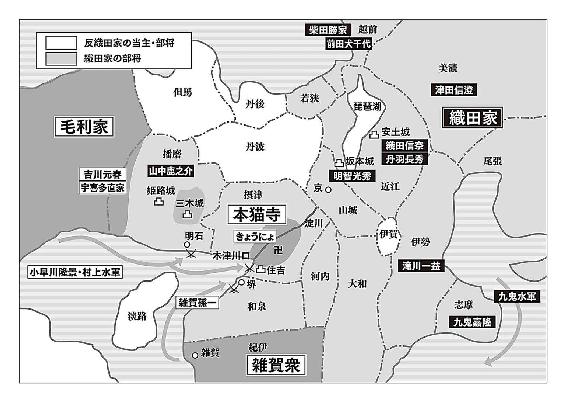 反織田家の当主・部将
織田家の部将
柴田勝家
越前
前田犬千代
美濃
津田信澄
織田家
尾張
但馬
丹後
若狭
琵琶湖
安土城
織田信奈
丹羽長秀
坂本城
明智光秀
近江
毛利家
播磨
山中鹿之介
丹波
吉川元春
宇喜多直家
姫路城
三木城
摂津
本猫寺
きょうにょ
卍
京
山城
淀川
伊賀
伊勢
滝川一益
明石
木津川口
住吉
小早川隆景・村上水軍
堺
雑賀孫一
河内
大和
和泉
淡路
志摩
九鬼水軍
九鬼嘉隆
雑賀
紀伊
雑賀衆